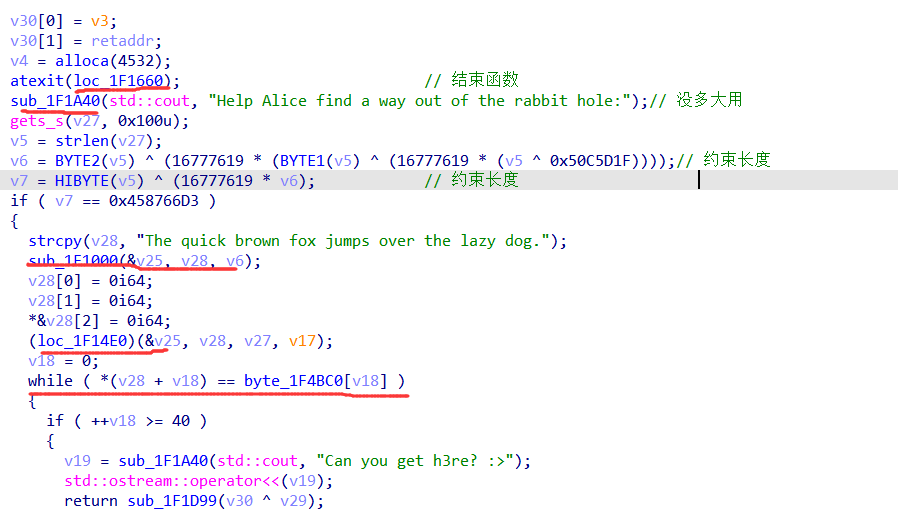 v30[0] = v3;
v30[1] = retaddr;
v4 = alloca(4532);
atexit(loc_1F1660); // 结束函数
sub_1F1A40(std::cout, "Help Alice find a way out of the rabbit hole:");// 没多大用
gets_s(v27, 0x100u);
v5 = strlen(v27);
v6 = BYTE2(v5) ^ (16777619 * (BYTE1(v5) ^ (16777619 * (v5 ^ 0x50C5D1F))));// 约束长度
v7 = HIBYTE(v5) ^ (16777619 * v6); // 约束长度
if ( v7 == 0x458766D3 )
{
strcpy(v28, "The quick brown fox jumps over the lazy dog.");
sub_1F1000(&v25, v28, v6);
v28[0] = 0i64;
v28[1] = 0i64;
*&v28[2] = 0i64;
(loc_1F14E0)(&v25, v28, v27, v17);
v18 = 0;
while ( *(v28 + v18) == byte_1F4BC0[v18] )
{
if ( ++v18 >= 40 )
{
v19 = sub_1F1A40(std::cout, "Can you get h3re? :>");
std::ostream::operator<<(v19);
return sub_1F1D99(v30 ^ v29);